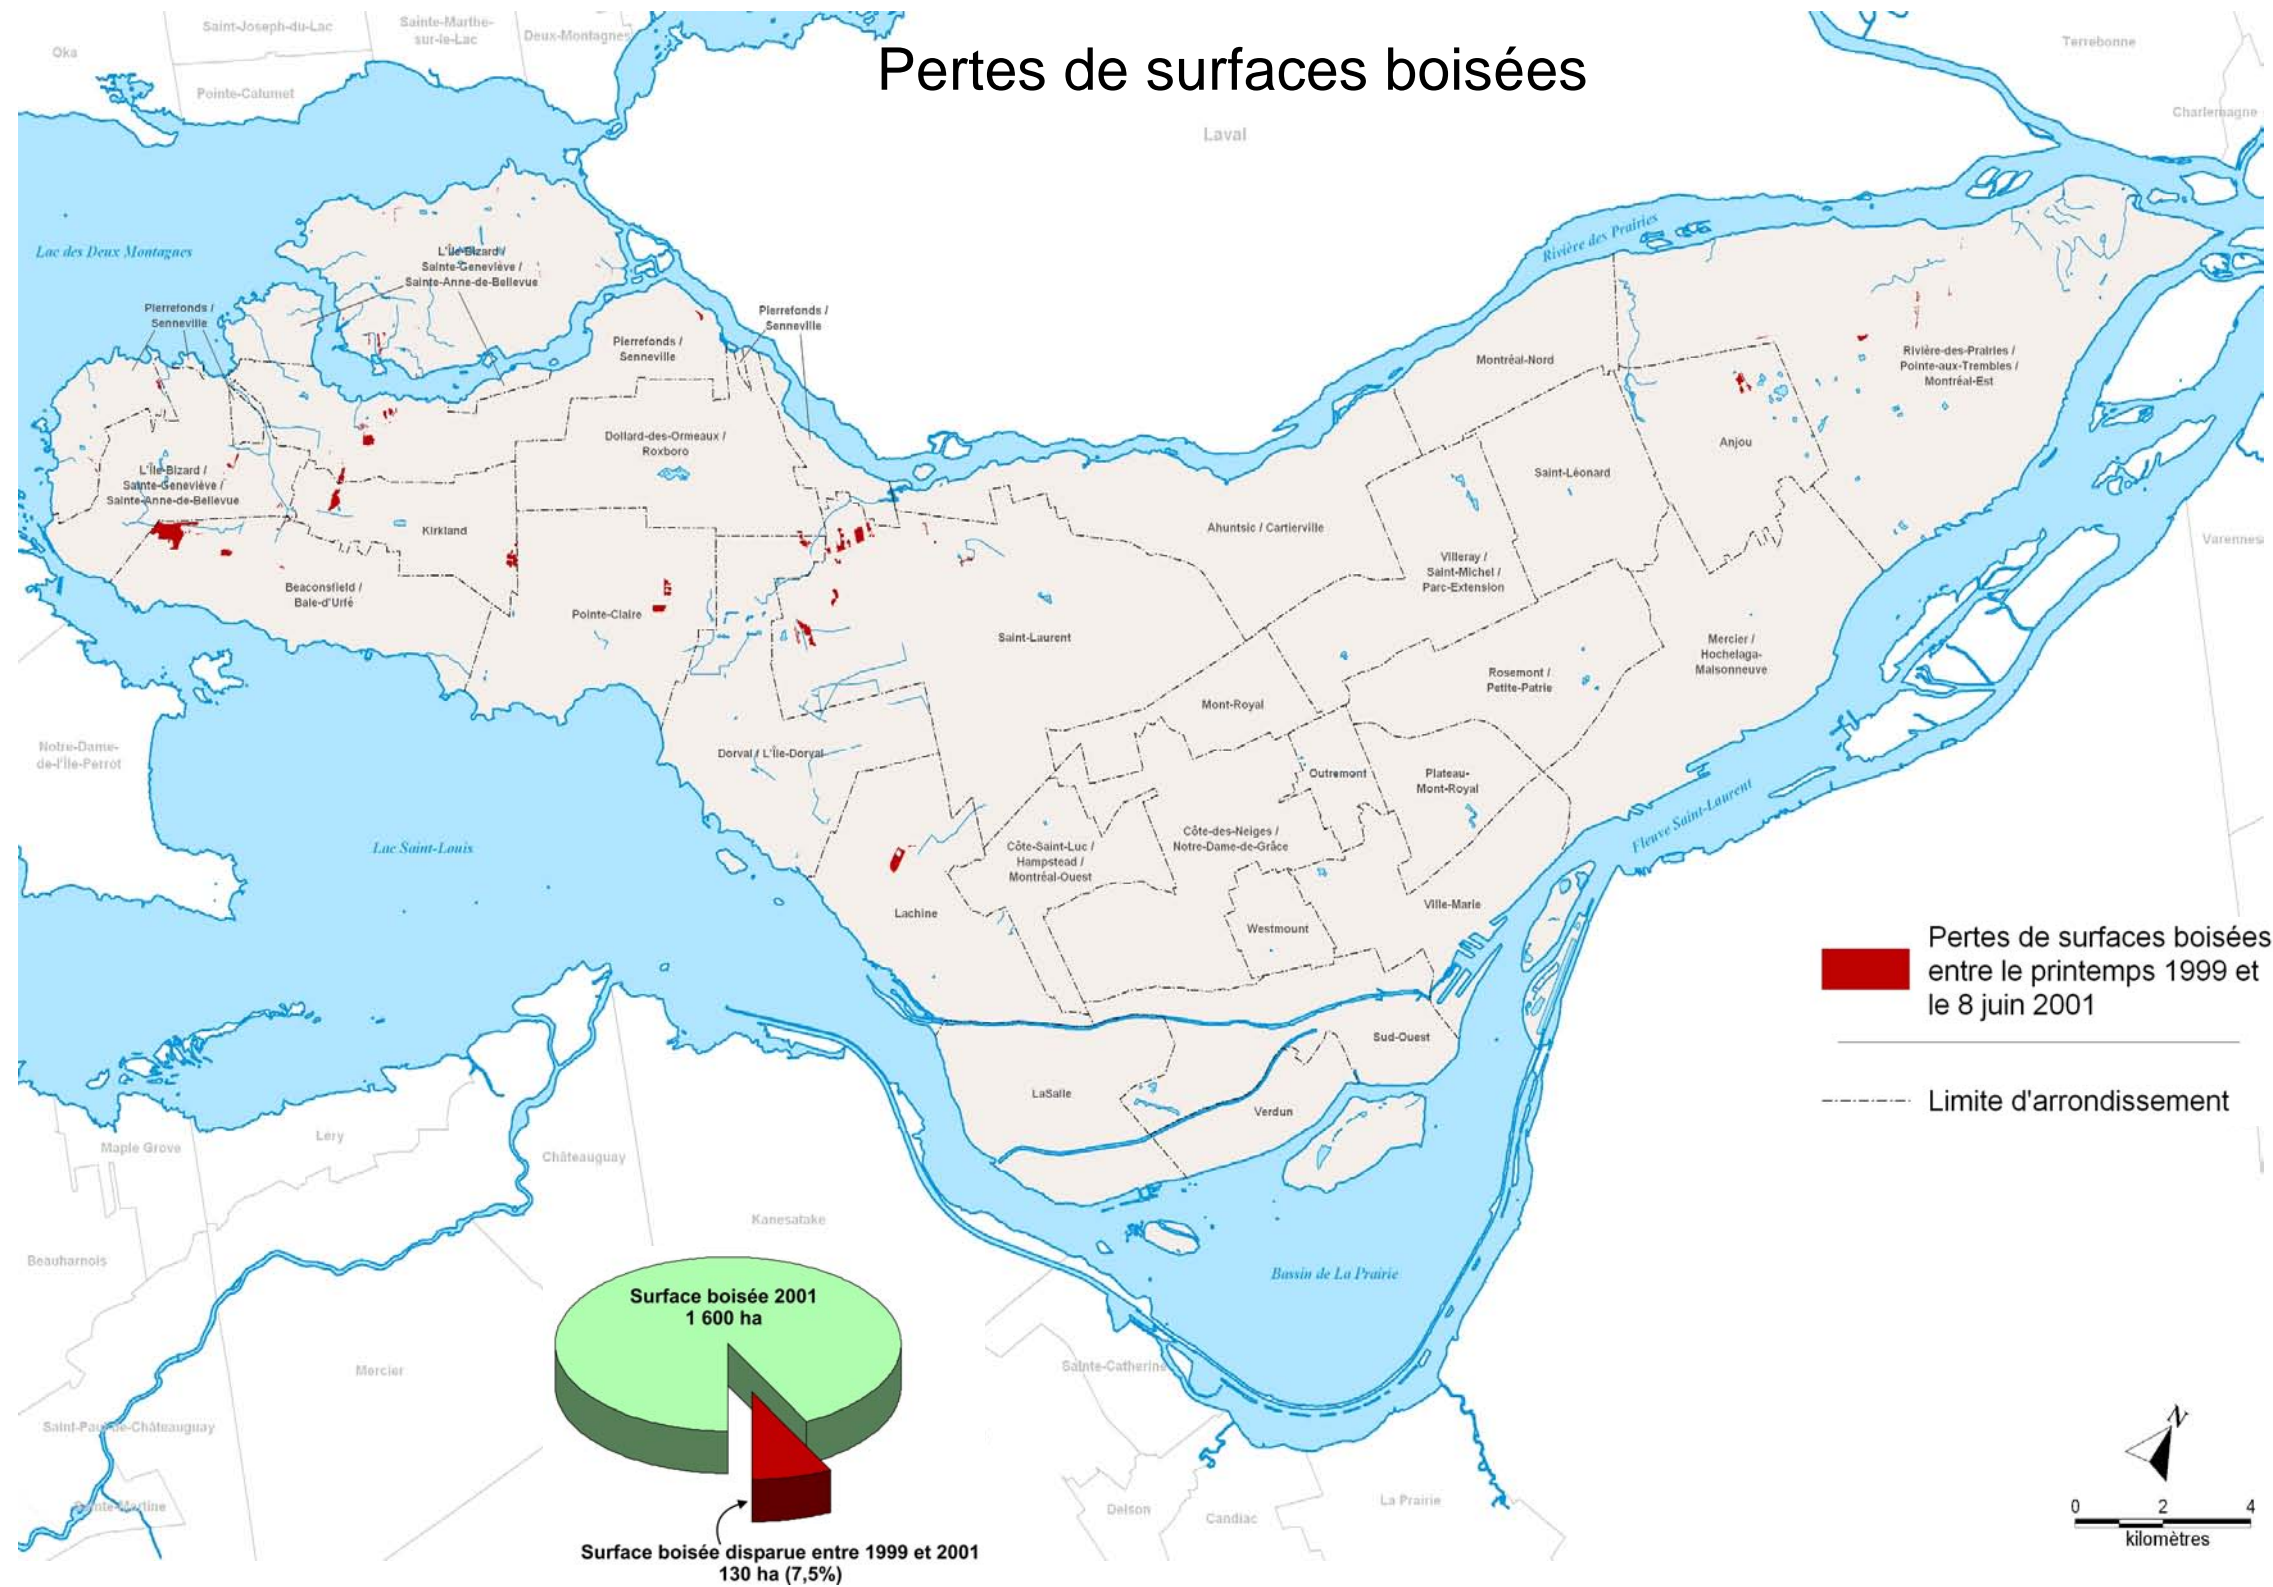 Pertes de surfaces boisées
Oka
Saint-Joseph-du-Lac
Sainte-Marthe-
sur-le-Lac
Deux-Montagnes
Pointe-Calumet
Terrebonne
Charlemagne
Laval
Lac des Deux Montagnes
Rivière des Prairies
L'Île-Bizard /
Sainte-Geneviève /
Sainte-Anne-de-Bellevue
Pierrefonds /
Senneville
Pierrefonds /
Senneville
Pierrefonds /
Senneville
Montréal-Nord
Rivière-des-Prairies /
Pointe-aux-Trembles /
Montréal-Est
Dollard-des-Ormeaux /
Roxboro
Anjou
L'Île-Bizard /
Sainte-Geneviève /
Sainte-Anne-de-Bellevue
Saint-Léonard
Kirkland
Ahuntsic / Cartierville
Varennes
Villeray /
Saint-Michel /
Parc-Extension
Beaconsfield /
Baie-d'Urfé
Pointe-Claire
Saint-Laurent
Mercier /
Hochelaga-
Maisonneuve
Rosemont /
Petite-Patrie
Mont-Royal
Notre-Dame-
de-l'Île-Perrot
Dorval / L'Île-Dorval
Outremont
Plateau-
Mont-Royal
Fleuve Saint-Laurent
Lac Saint-Louis
Côte-Saint-Luc /
Hampstead /
Montréal-Ouest
Côte-des-Neiges /
Notre-Dame-de-Grâce
Lachine
Ville-Marie
Westmount
Pertes de surfaces boisées
entre le printemps 1999 et
le 8 juin 2001
Sud-Ouest
LaSalle
Verdun
Limite d'arrondissement
Maple Grove
Lery
Châteauguay
Kanesatake
Beauharnois
Bassin de La Prairie
Surface boisée 2001
1 600 ha
Mercier
Sainte-Catherine
Saint-Paul-de-Châteauguay
Sainte-Martine
Delson
Candiac
La Prairie
N
0 2 4
kilomètres
Surface boisée disparue entre 1999 et 2001
130 ha (7,5%)